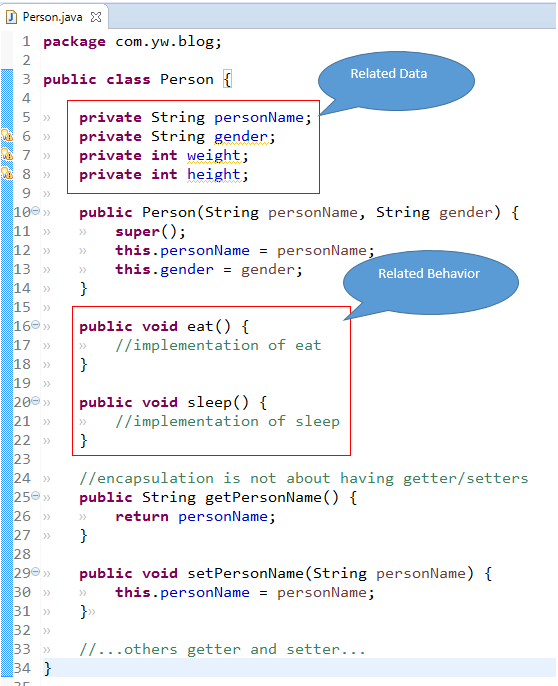 Person.java
1 package com.yw.blog;
2
3 public class Person {
4
5 private String personName;
6 private String gender;
7 private int weight;
8 private int height;
9
Related Data
10 public Person(String personName, String gender) {
11 super();
12 this.personName = personName;
13 this.gender = gender;
14 }
15
Related Behavior
16 public void eat() {
17 //implementation of eat
18 }
19
20 public void sleep() {
21 //implementation of sleep
22 }
23
24 //encapsulation is not about having getter/setters
25 public String getPersonName() {
26 return personName;
27 }
28
29 public void setPersonName(String personName) {
30 this.personName = personName;
31 }
32
33 //...others getter and setter...
34 }
35